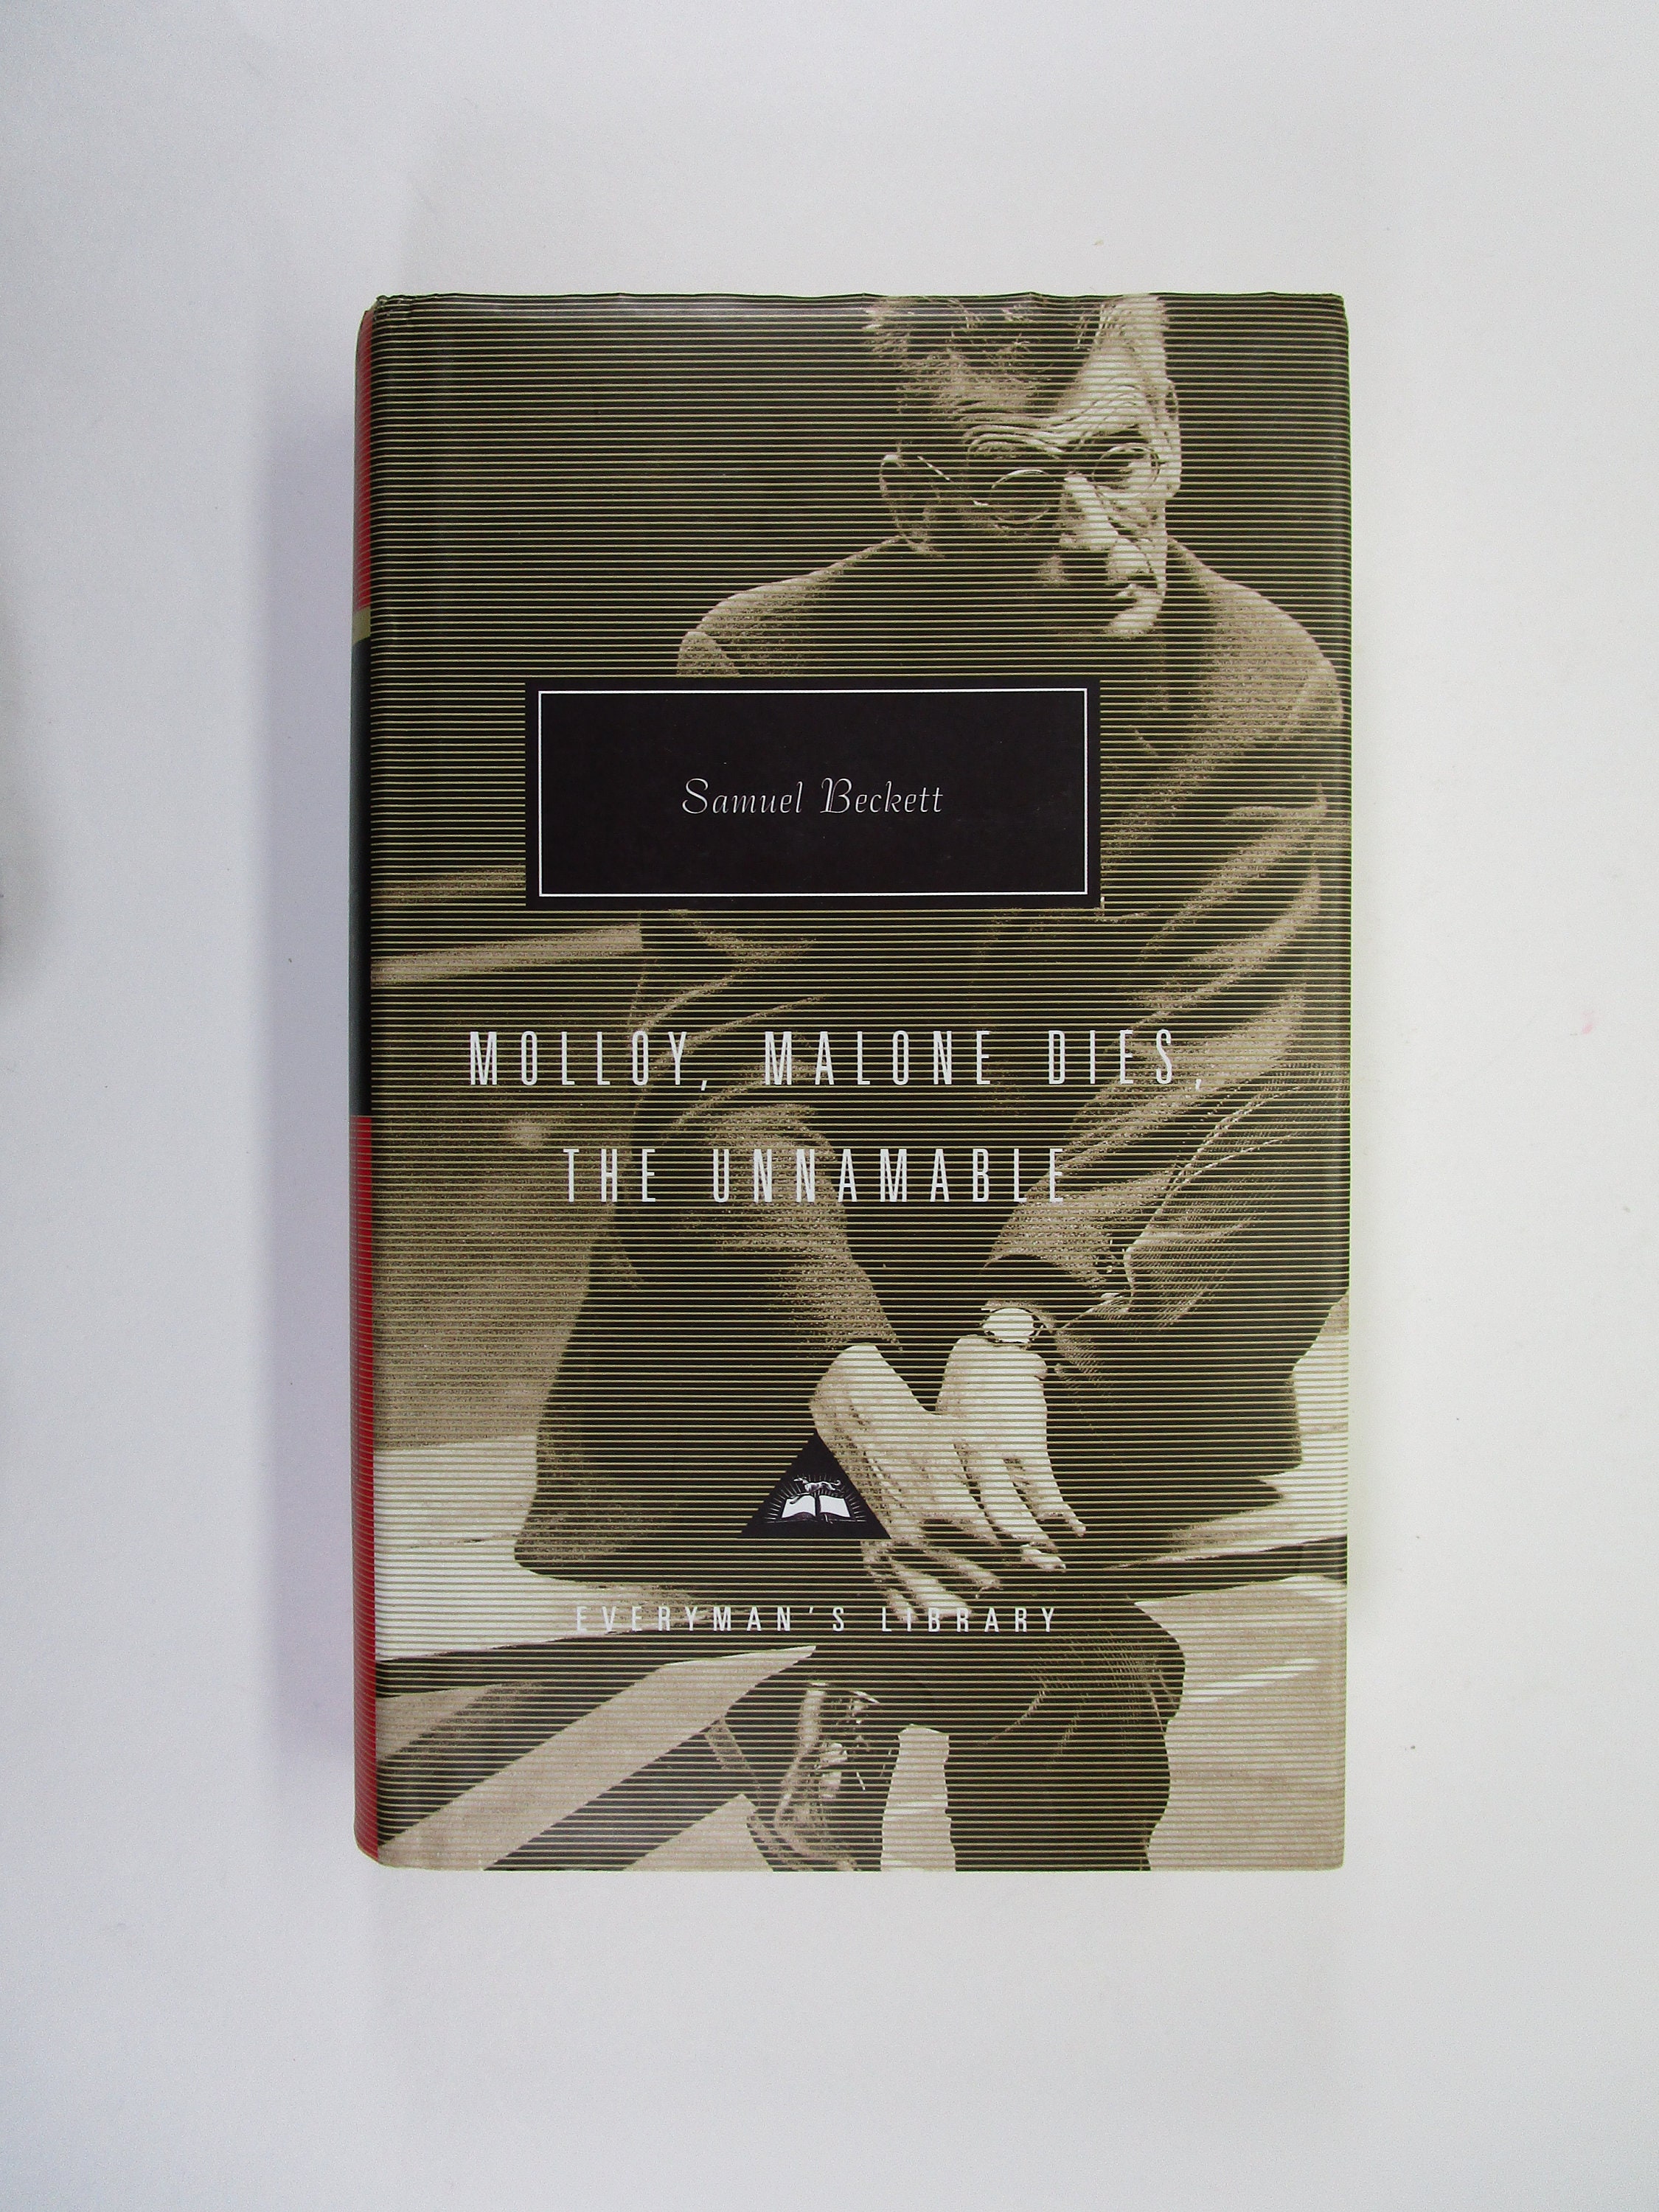 Samuel Beckett
MOLLOY, MALONE DIES,
THE UNNAMABLE
EVERYMAN'S LIBRARY